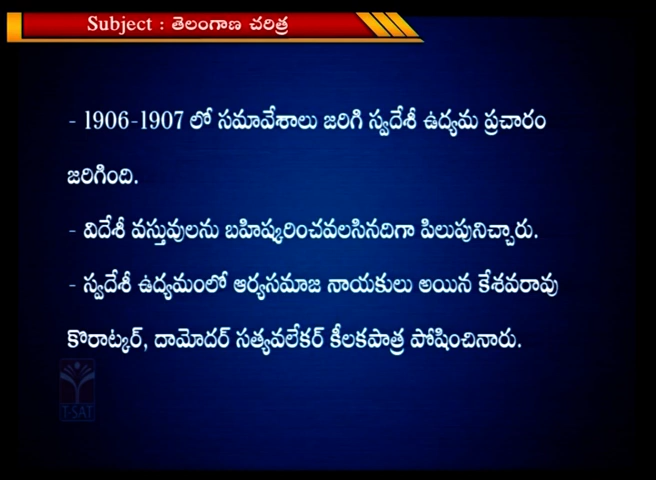 Subject : తెలంగాణ చరిత్ర
- 1906-1907 లో సమావేశాలు జరిగి స్వదేశీ ఉద్యమ ప్రచారం
జరిగింది.
- విదేశీ వస్తువులను బహిష్కరించవలసినదిగా పిలుపునిచ్చారు.
- స్వదేశీ ఉద్యమంలో ఆర్యసమాజ నాయకులు అయిన కేశవరావు
కొరాట్కర్, దామోదర్ సత్యవలేకర్ కీలకపాత్ర పోషించినారు.
T-SAT